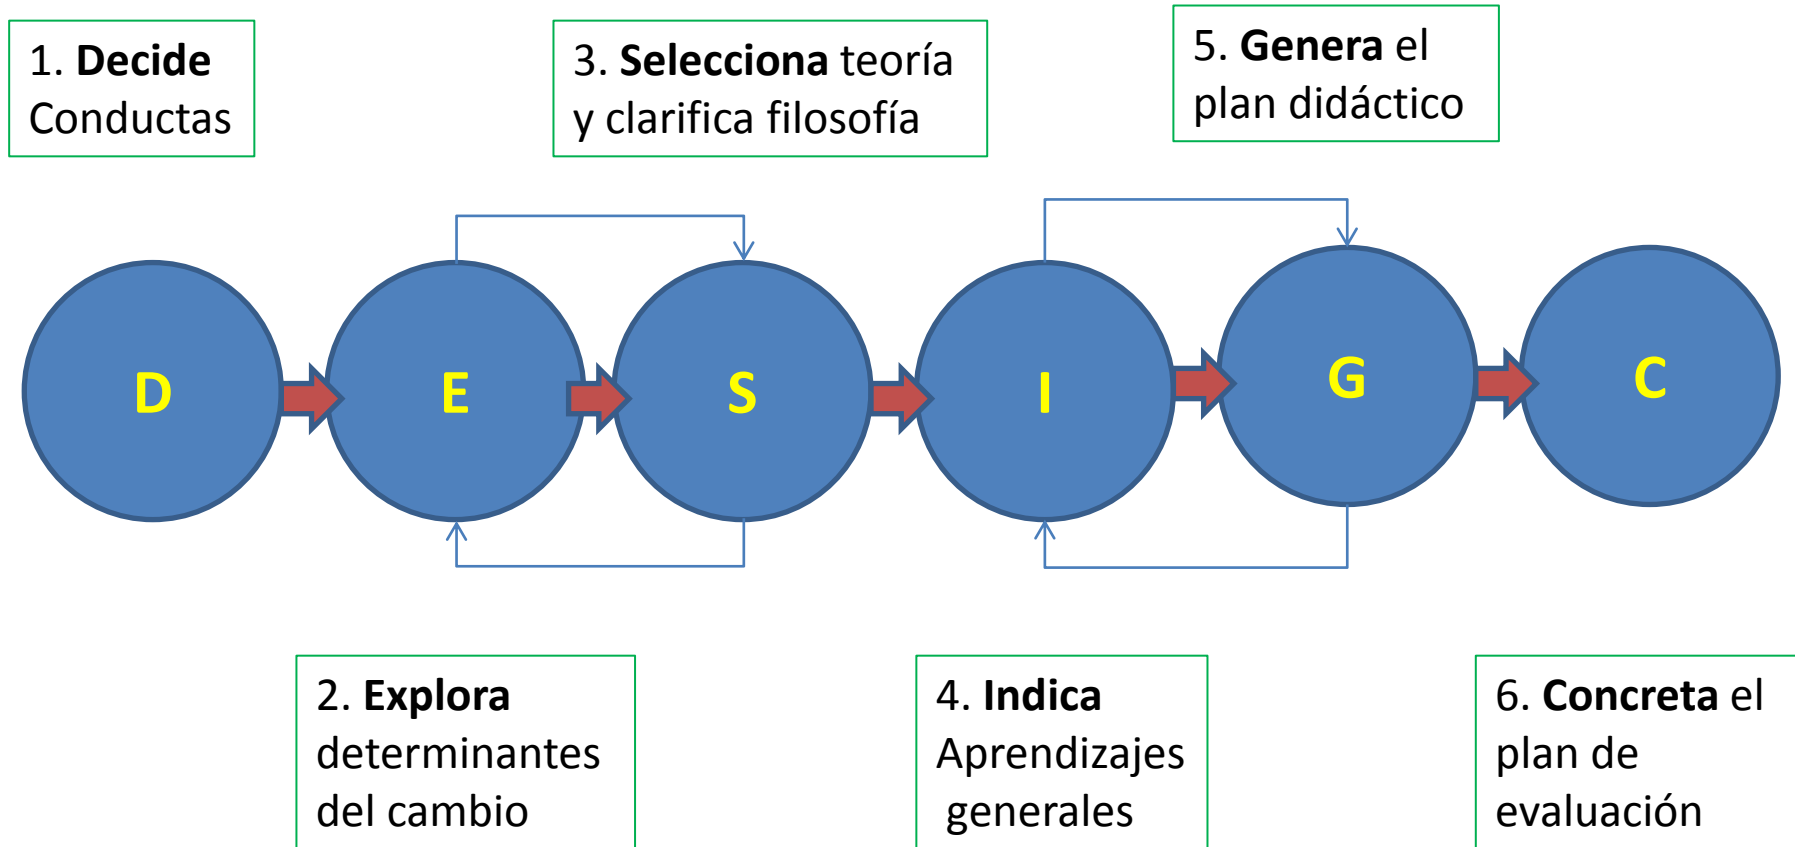 1. Decide
Conductas
3. Selecciona teoría
y clarifica filosofía
5. Genera el
plan didáctico
D
E
S
I
G
C
2. Explora
determinantes
del cambio
4. Indica
Aprendizajes
generales
6. Concreta el
plan de
evaluación